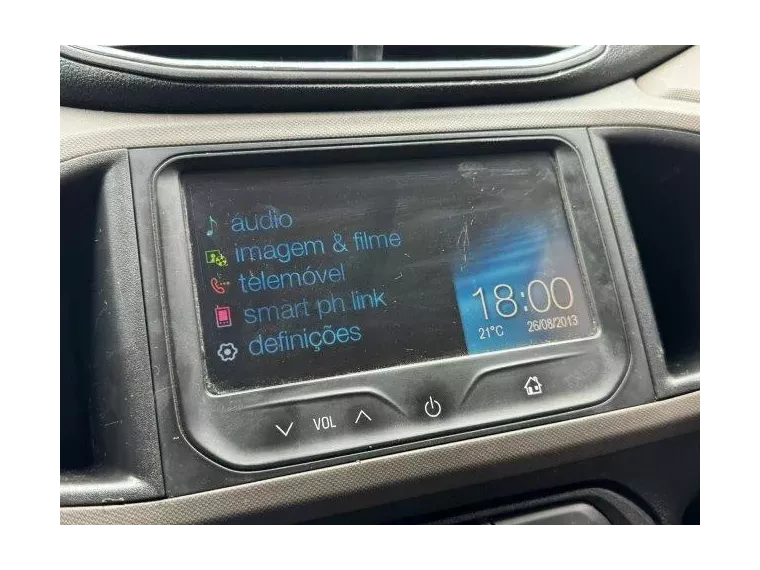 áudio
imagem & filme
telemóvel
smart ph link
definições
18:00
21°C 26/08/2013
VOL